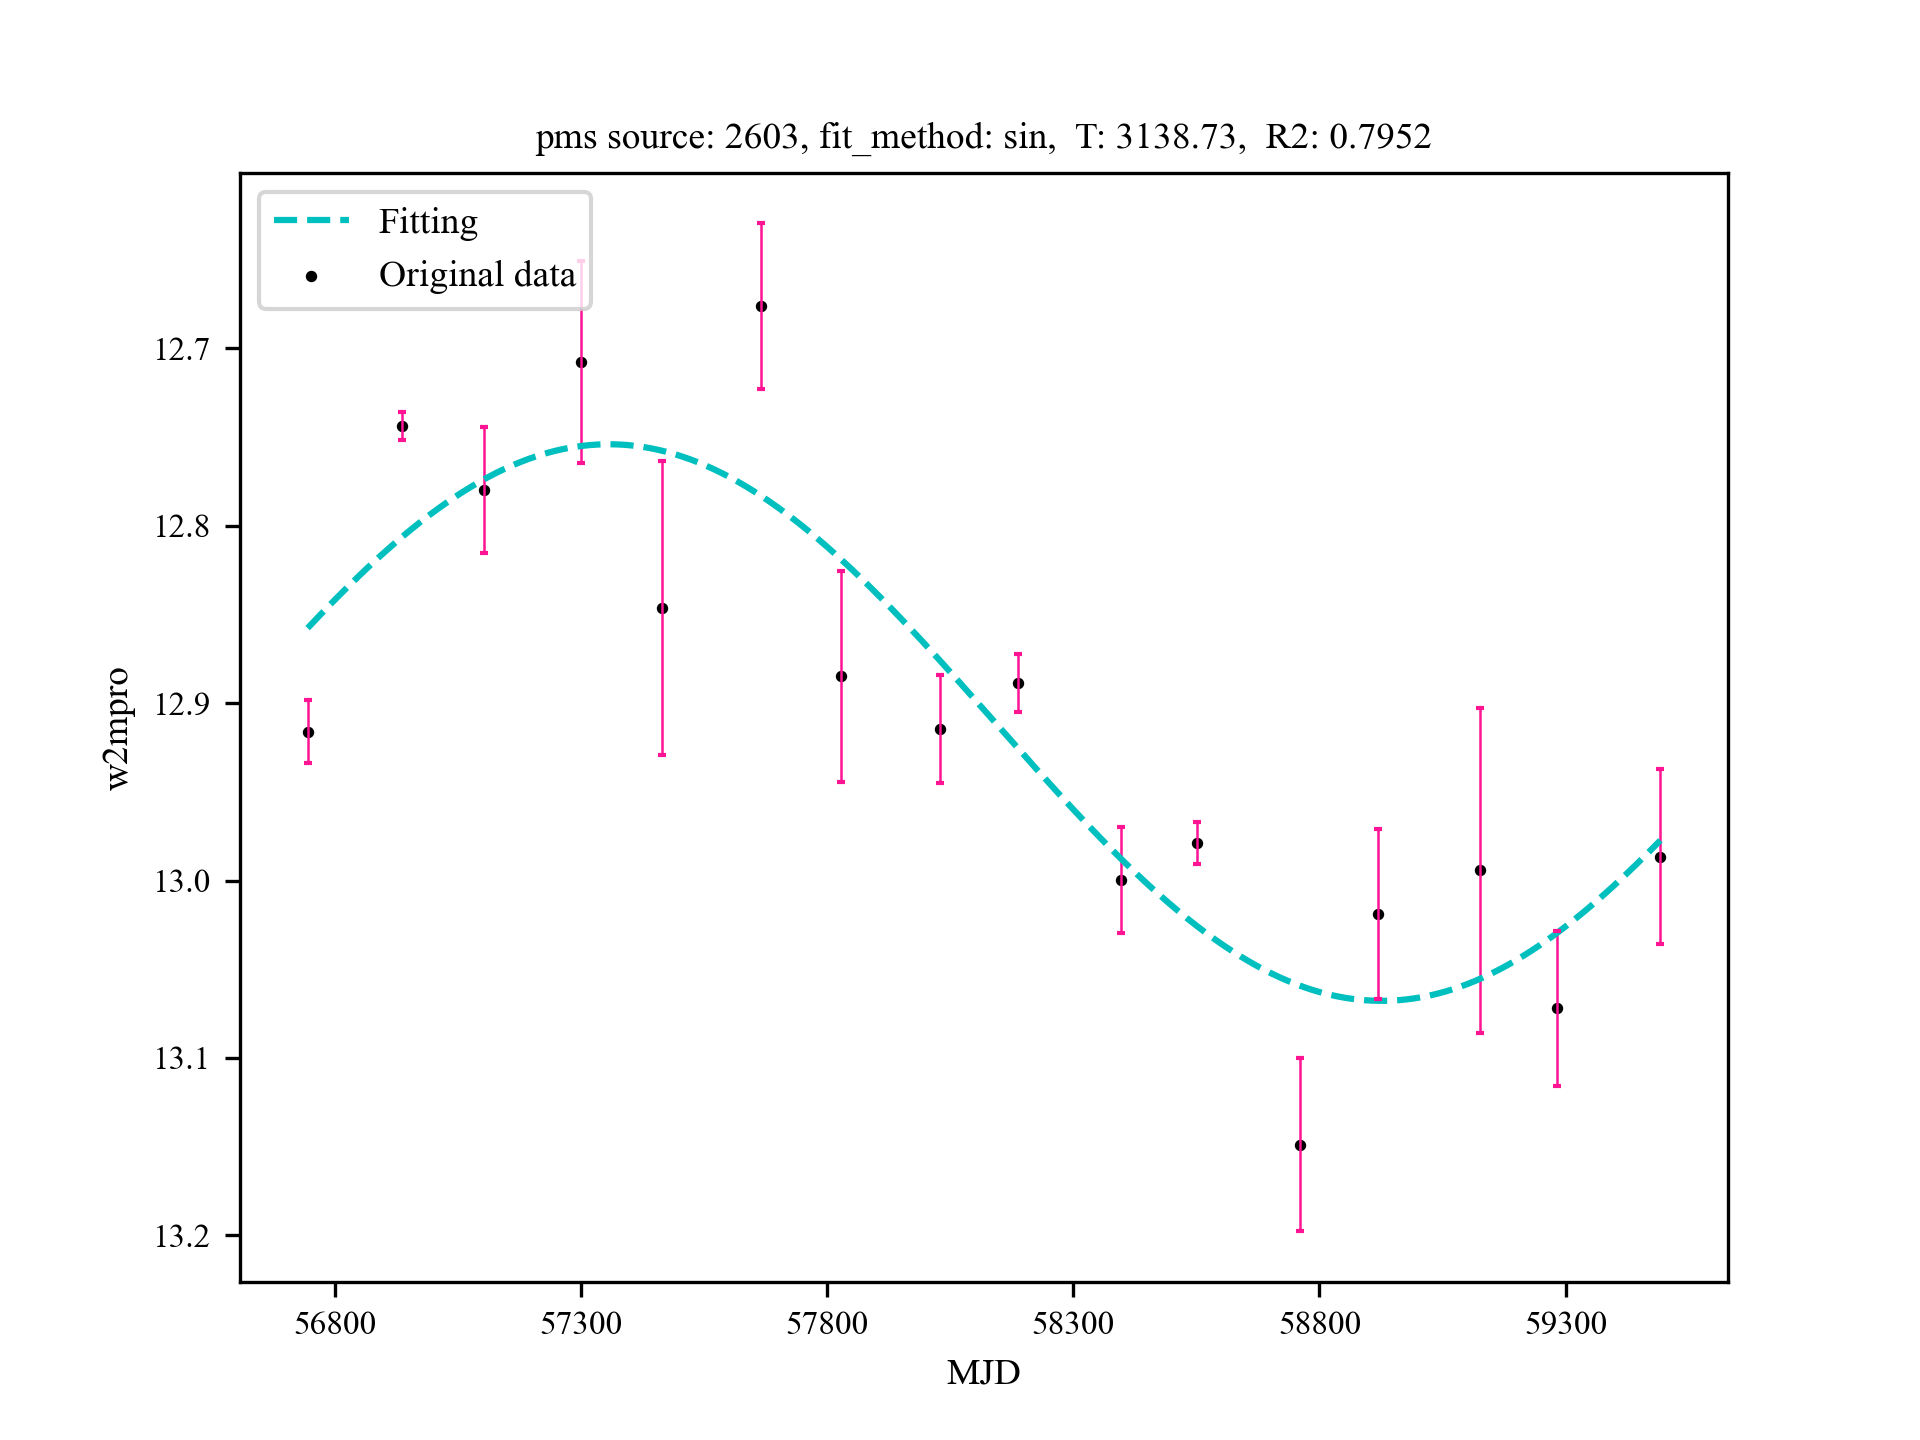 pms source: 2603, fit_method: sin,  T: 3138.73,  R2: 0.7952
Fitting
Original data
12.7
12.8
12.9
13.0
13.1
13.2
w2mpro
56800 57300 57800 58300 58800 59300
MJD